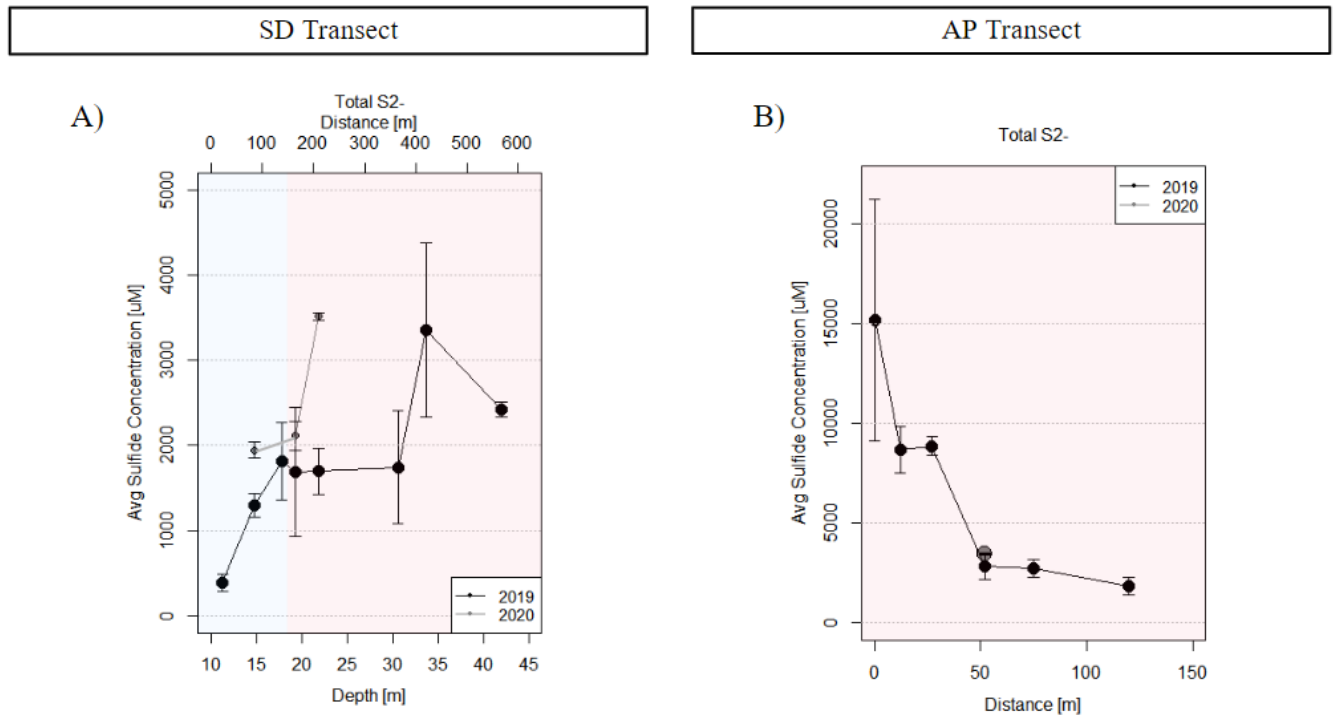 SD Transect
AP Transect
A)
Total S2-
Distance [m]
0 100 200 300 400 500 600
Avg Sulfide Concentration [uM]
5000
4000
3000
2000
1000
0
2019
2020
10 15 20 25 30 35 40 45
Depth [m]
B)
Total S2-
Avg Sulfide Concentration [uM]
20000
15000
10000
5000
0
2019
2020
0 50 100 150
Distance [m]